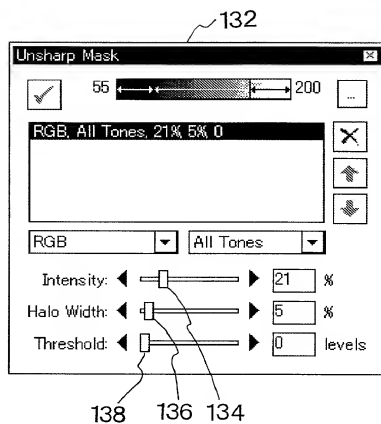 132
Unsharp Mask
55 200 ...
RGB, All Tones, 21%, 5%, 0
RGB All Tones
Intensity: 21 %
Halo Width: 5 %
Threshold: 0 levels
138 136 134